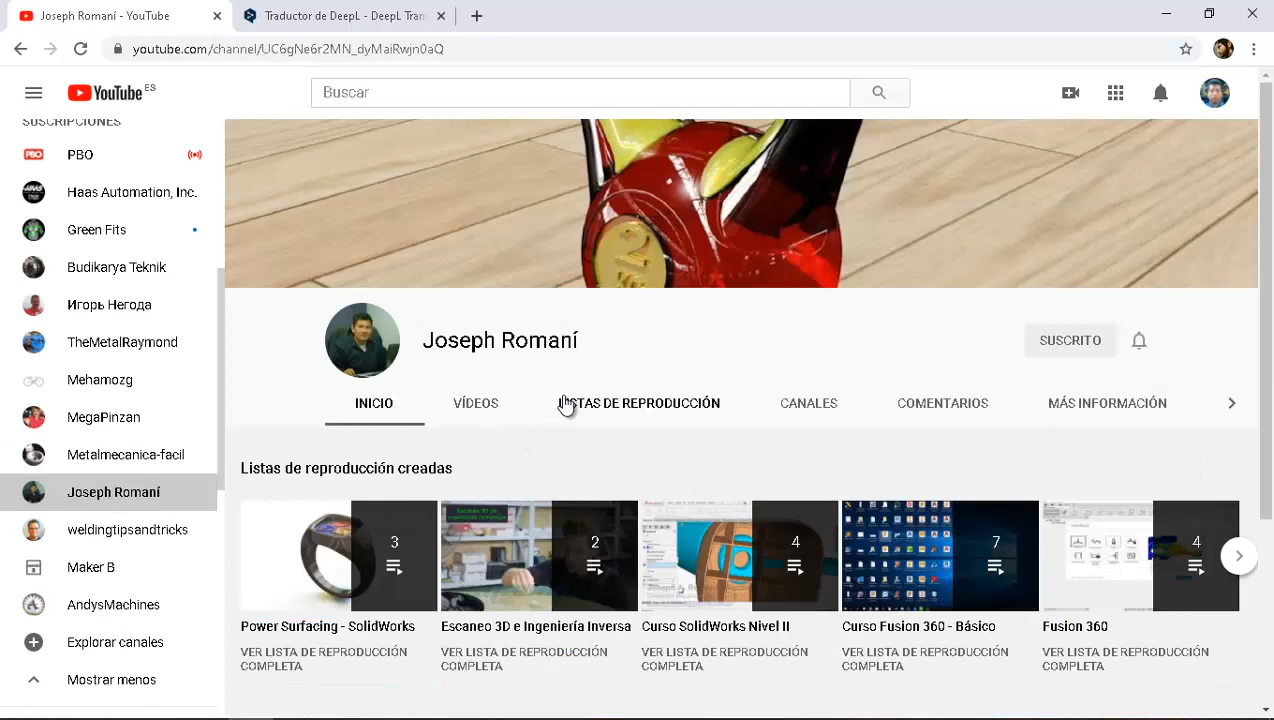 Joseph Romaní - YouTube
Traductor de DeepL - DeepL Tran
youtube.com/channel/UC6gNe6r2MN_dyMaiRwjn0aQ
YouTube ES
Buscar
SUSCRIPCIONES
PBO
Haas Automation, Inc.
Green Fits
Budikarya Teknik
Игорь Негода
TheMetalRaymond
Mehamozg
MegaPinzan
Metalmecanica-facil
Joseph Romaní
weldingtipsandtricks
Maker B
AndysMachines
Explorar canales
Mostrar menos
Joseph Romaní
SUSCRITO
INICIO
VÍDEOS
LISTAS DE REPRODUCCIÓN
CANALES
COMENTARIOS
MÁS INFORMACIÓN
Listas de reproducción creadas
3
2
4
7
4
Power Surfacing - SolidWorks
Escaneo 3D e Ingeniería Inversa
Curso SolidWorks Nivel II
Curso Fusion 360 - Básico
Fusion 360
VER LISTA DE REPRODUCCIÓN COMPLETA
VER LISTA DE REPRODUCCIÓN COMPLETA
VER LISTA DE REPRODUCCIÓN COMPLETA
VER LISTA DE REPRODUCCIÓN COMPLETA
VER LISTA DE REPRODUCCIÓN COMPLETA